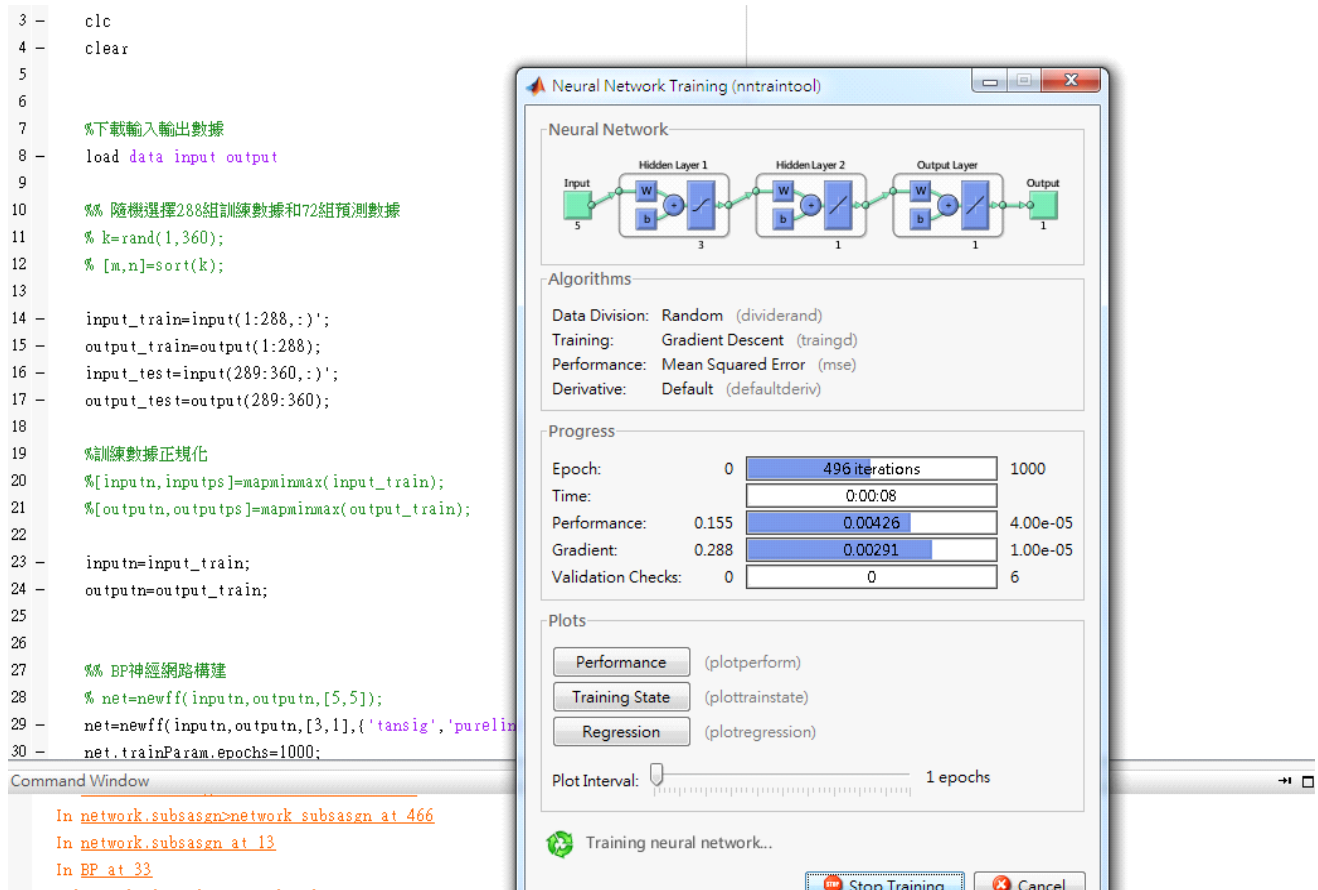 3 − clc
4 − clear
5
6
7 %下載輸入輸出數據
8 − load data input output
9
10 %% 隨機選擇288組訓練數據和72組預測數據
11 % k=rand(1,360);
12 % [m,n]=sort(k);
13
14 − input_train=input(1:288,:)';
15 − output_train=output(1:288);
16 − input_test=input(289:360,:)';
17 − output_test=output(289:360);
18
19 %訓練數據正規化
20 %[inputn,inputps]=mapminmax(input_train);
21 %[outputn,outputps]=mapminmax(output_train);
22
23 − inputn=input_train;
24 − outputn=output_train;
25
26
27 %% BP神經網路構建
28 % net=newff(inputn,outputn,[5,5]);
29 − net=newff(inputn,outputn,[3,1],{'tansig','purelin
30 − net.trainParam.epochs=1000;
Command Window
In network.subsasgn>network_subsasgn at 466
In network.subsasgn at 13
In BP at 33
Neural Network Training (nntraintool)
Neural Network
Hidden Layer 1 Hidden Layer 2 Output Layer
Input Output
W W W
b b b
+ + +
5 3 1 1 1
Algorithms
Data Division: Random (dividerand)
Training: Gradient Descent (traingd)
Performance: Mean Squared Error (mse)
Derivative: Default (defaultderiv)
Progress
Epoch: 0 496 iterations 1000
Time: 0:00:08
Performance: 0.155 0.00426 4.00e-05
Gradient: 0.288 0.00291 1.00e-05
Validation Checks: 0 0 6
Plots
Performance (plotperform)
Training State (plottrainstate)
Regression (plotregression)
Plot Interval: 1 epochs
Training neural network...
Stop Training Cancel